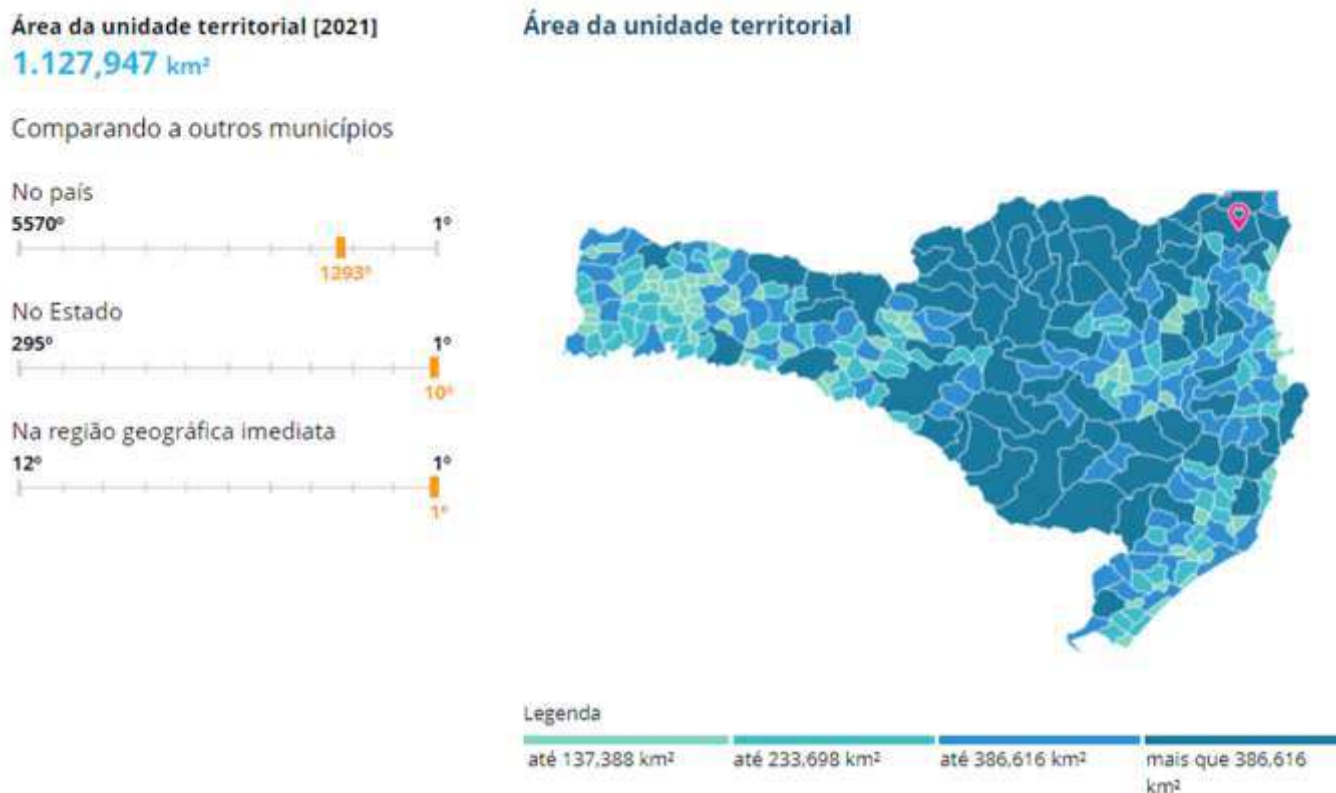 Área da unidade territorial [2021]
1.127,947 km²
Comparando a outros municípios
No país
5570º 1º
1293º
No Estado
295º 1º
10º
Na região geográfica imediata
12º 1º
1º
Área da unidade territorial
Legenda
até 137,388 km²
até 233,698 km²
até 386,616 km²
mais que 386,616
km²